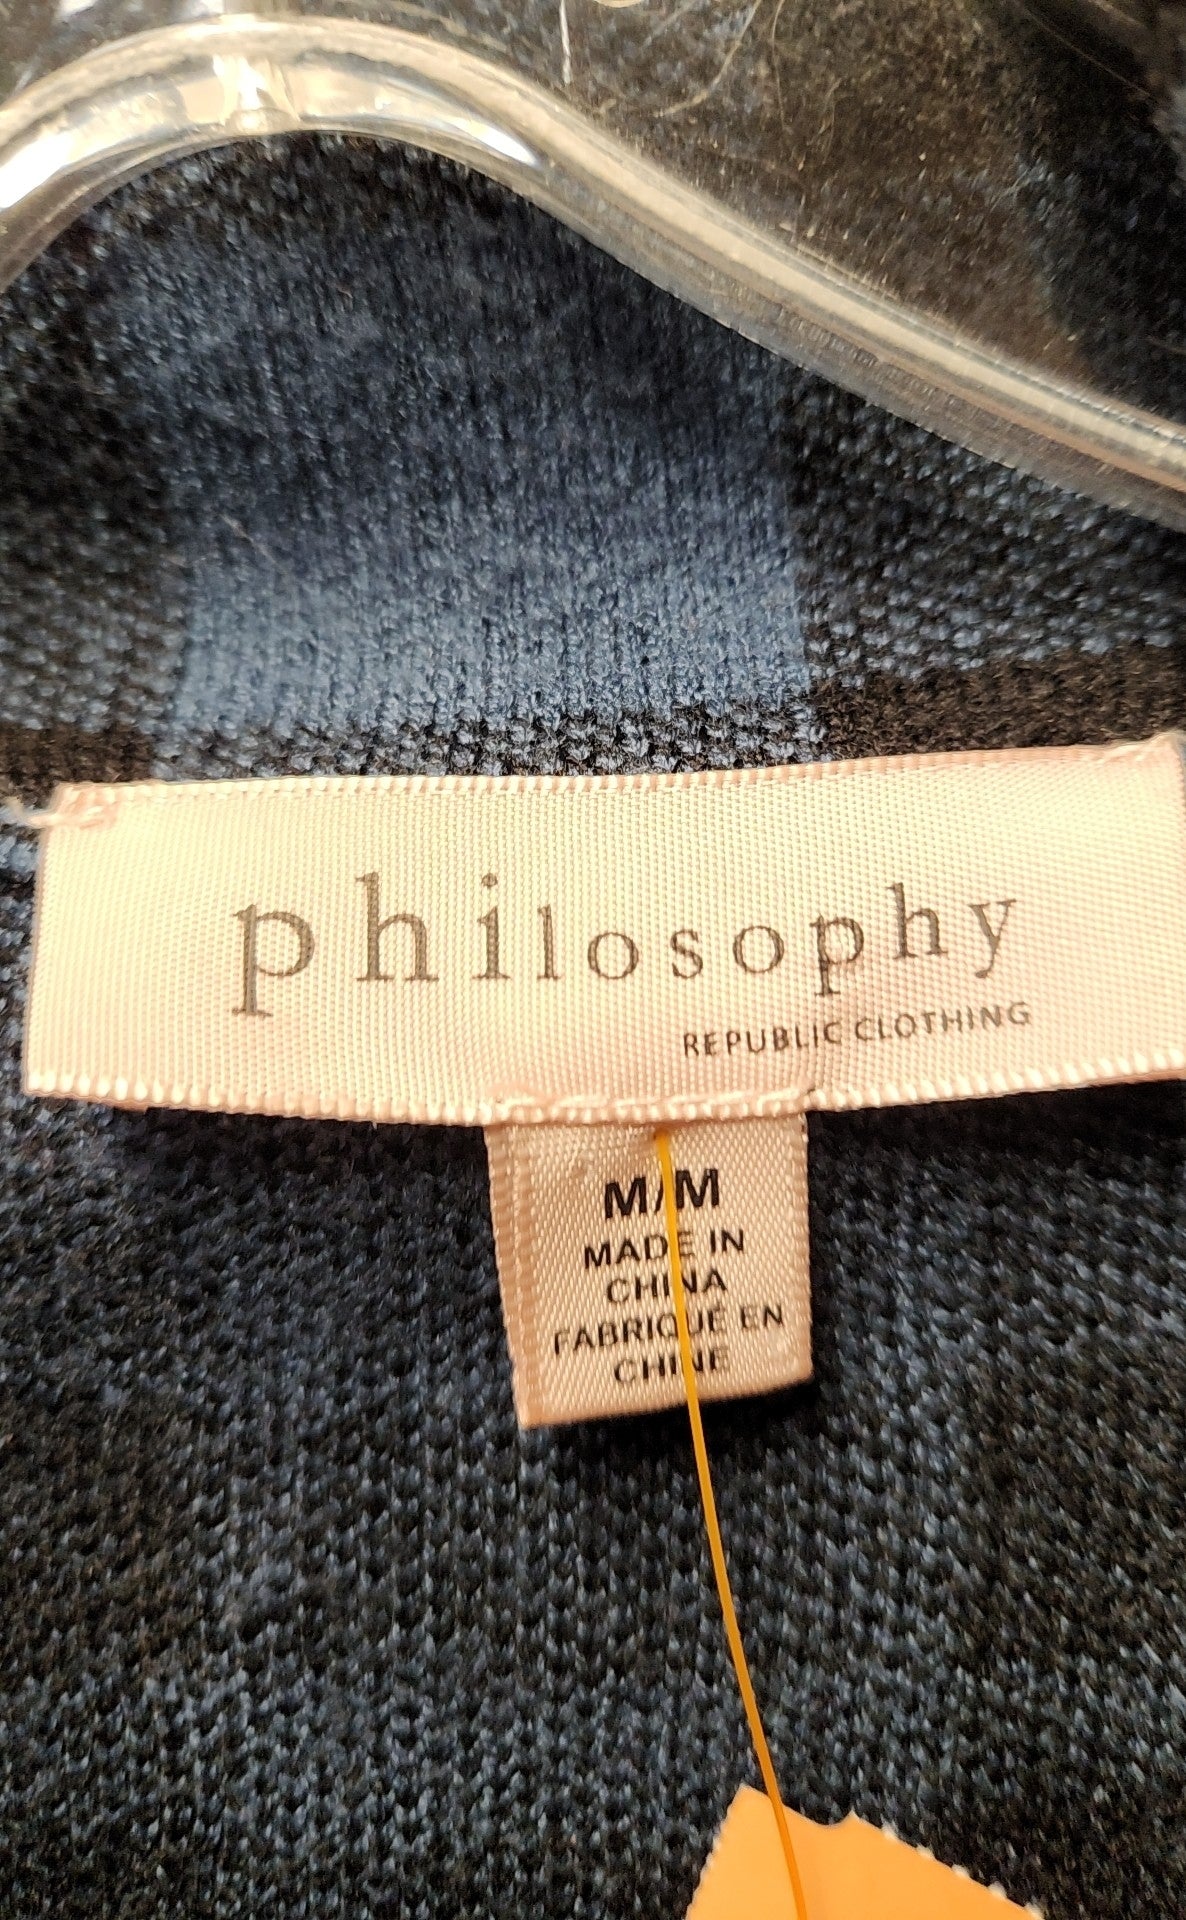 philosophy
REPUBLIC CLOTHING
M/M
MADE IN
CHINA
FABRIQUÉ EN
CHINE